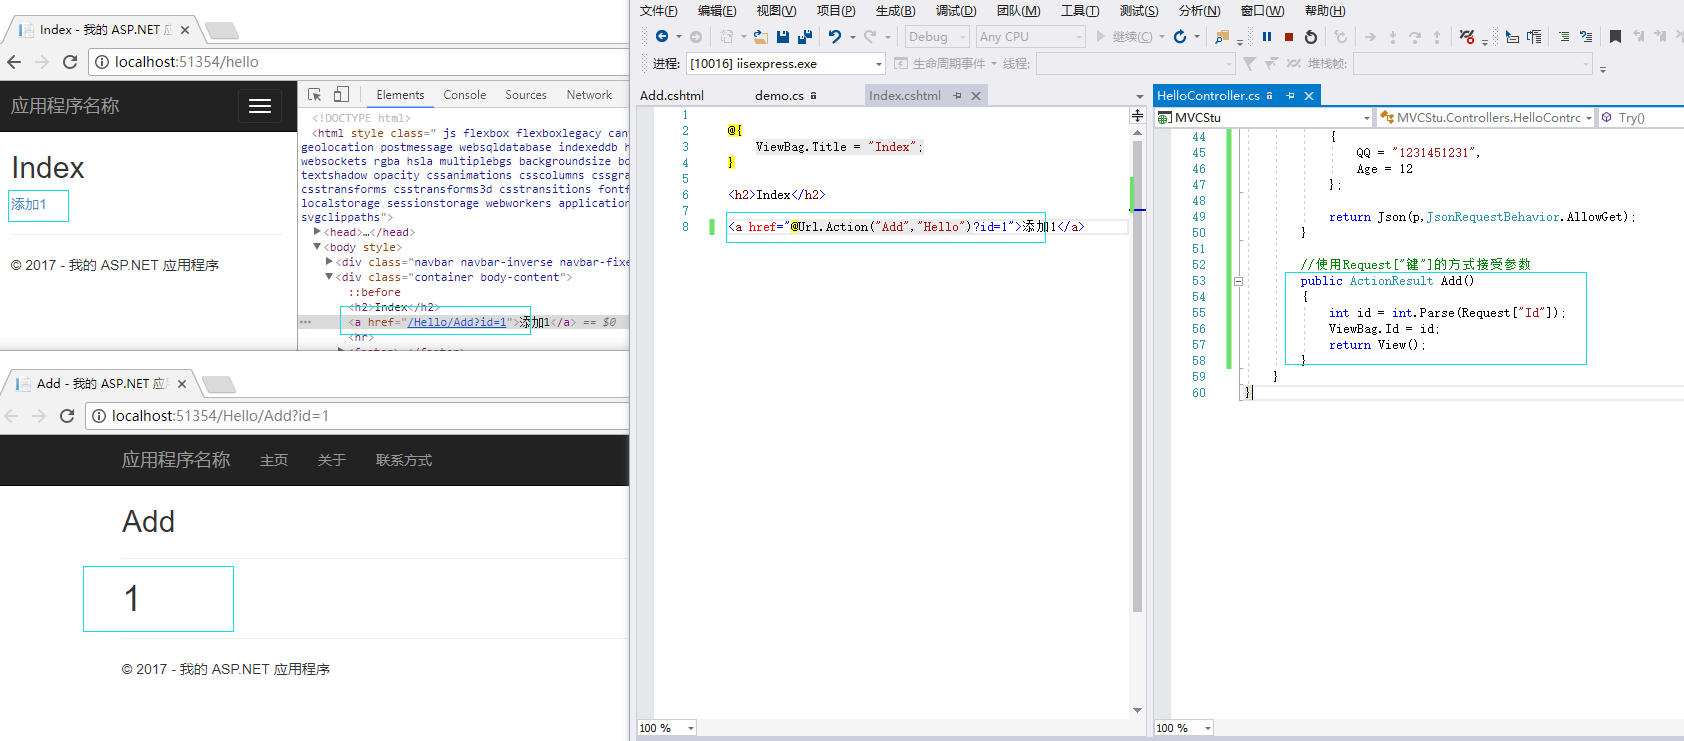 Index - 我的 ASP.NET 应
localhost:51354/hello
应用程序名称
Index
添加1
© 2017 - 我的 ASP.NET 应用程序
Elements Console Sources Network
<!DOCTYPE html>
<html style class=" js flexbox flexboxlegacy can
geolocation postmessage websqldatabase indexeddb h
websockets rgba hsla multiplebgs backgroundsize bo
textshadow opacity cssanimations csscolumns cssgra
csstransforms csstransforms3d csstransitions fontf
localstorage sessionstorage webworkers application
svgclippaths">
<head>…</head>
<body style>
<div class="navbar navbar-inverse navbar-fixe
<div class="container body-content">
::before
<h2>Index</h2>
<a href="/Hello/Add?id=1">添加1</a> == $0
<hr>
Add - 我的 ASP.NET 应
localhost:51354/Hello/Add?id=1
应用程序名称 主页 关于 联系方式
Add
1
© 2017 - 我的 ASP.NET 应用程序
文件(F) 编辑(E) 视图(V) 项目(P) 生成(B) 调试(D) 团队(M) 工具(T) 测试(S) 分析(N) 窗口(W) 帮助(H)
Debug Any CPU 继续(C)
进程: [10016] iisexpress.exe 生命周期事件 线程: 堆栈帧:
Add.cshtml demo.cs Index.cshtml
1
2 @{
3 ViewBag.Title = "Index";
4 }
5
6 <h2>Index</h2>
7
8 <a href="@Url.Action("Add","Hello")?id=1">添加1</a>
100 %
HelloController.cs
MVCStu MVCStu.Controllers.HelloContrc Try()
44 {
45 QQ = "1231451231",
46 Age = 12
47 };
48
49 return Json(p,JsonRequestBehavior.AllowGet);
50 }
51
52 //使用Request["键"]的方式接受参数
53 public ActionResult Add()
54 {
55 int id = int.Parse(Request["Id"]);
56 ViewBag.Id = id;
57 return View();
58 }
59 }
60 }
100 %